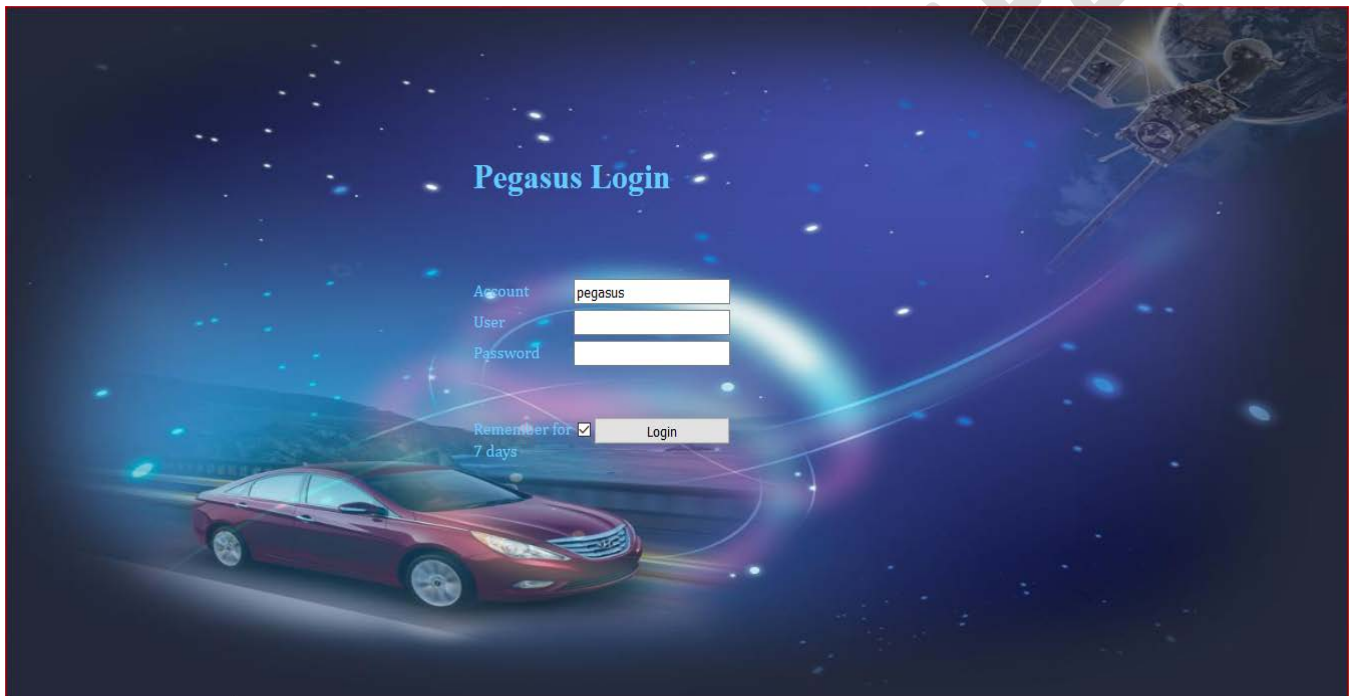 Pegasus Login
Account pegasus
User
Password
Remember for Login
7 days